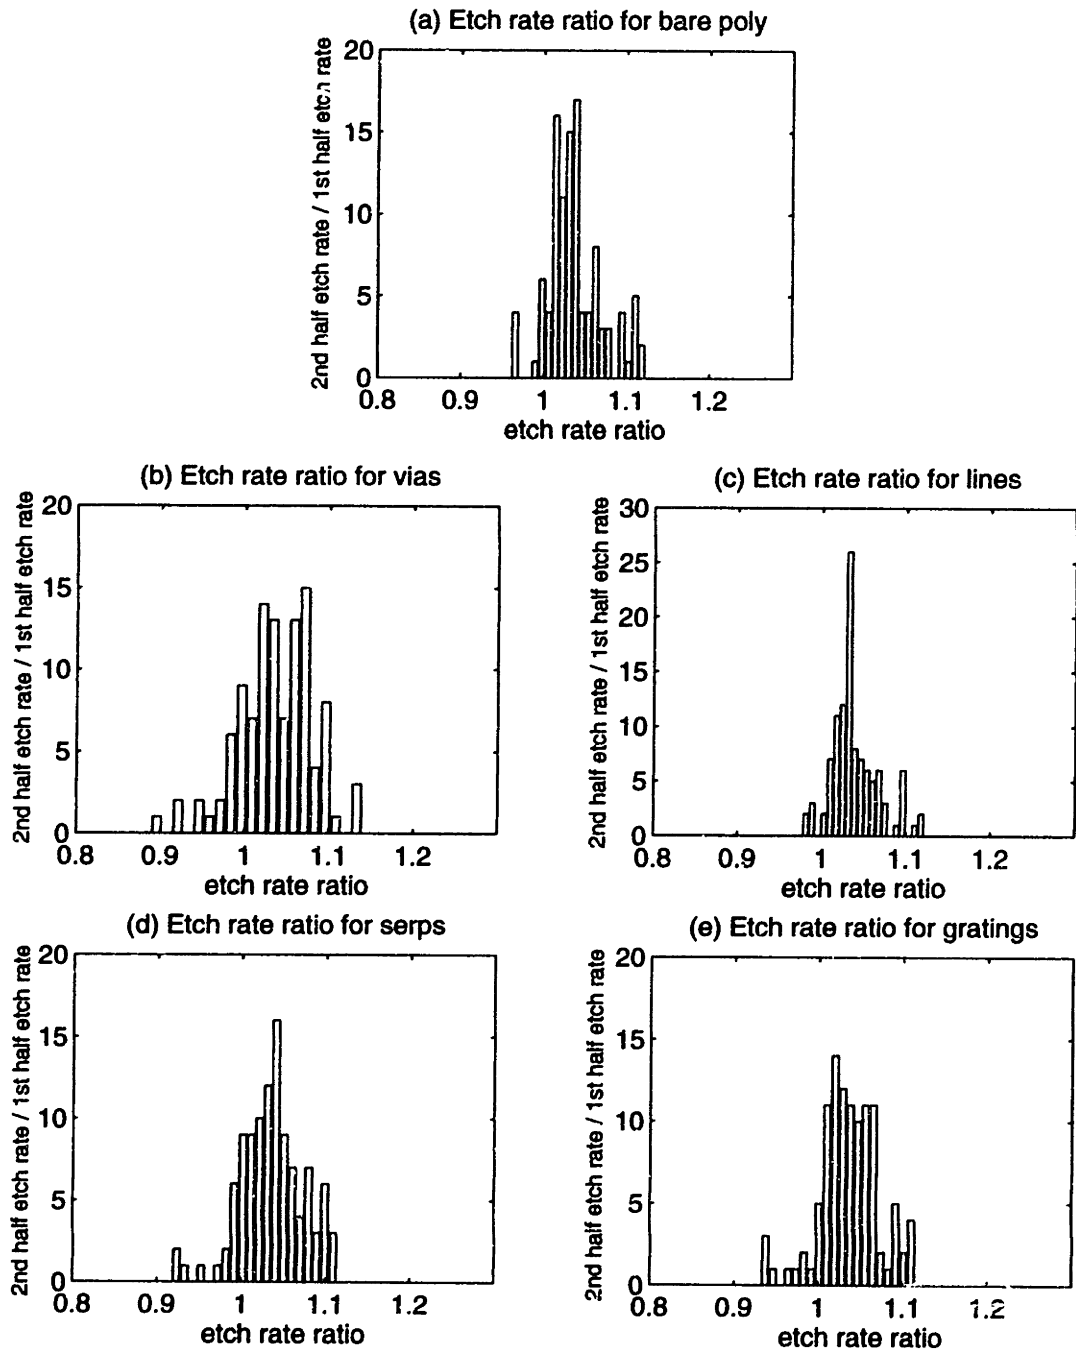 (a) Etch rate ratio for bare poly
2nd half etch rate / 1st half etch rate
20
15
10
5
0
0.8 0.9 1 1.1 1.2
etch rate ratio
(b) Etch rate ratio for vias
2nd half etch rate / 1st half etch rate
20
15
10
5
0
0.8 0.9 1 1.1 1.2
etch rate ratio
(c) Etch rate ratio for lines
2nd half etch rate / 1st half etch rate
30
25
20
15
10
5
0
0.8 0.9 1 1.1 1.2
etch rate ratio
(d) Etch rate ratio for serps
2nd half etch rate / 1st half etch rate
20
15
10
5
0
0.8 0.9 1 1.1 1.2
etch rate ratio
(e) Etch rate ratio for gratings
2nd half etch rate / 1st half etch rate
20
15
10
5
0
0.8 0.9 1 1.1 1.2
etch rate ratio